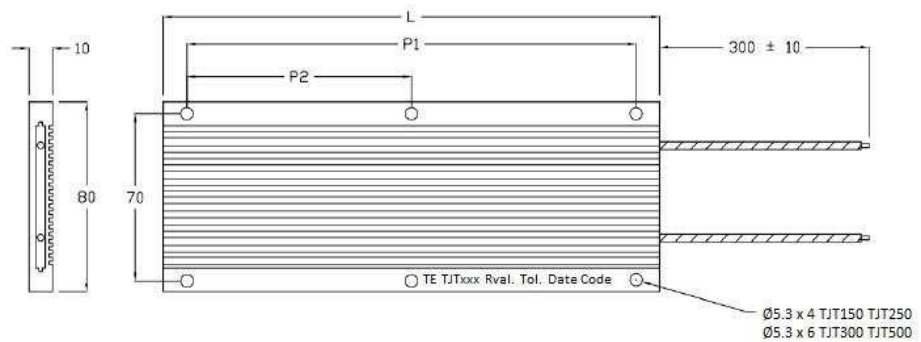 L
10
P1
300 ± 10
P2
80
70
TE TJTxxx Rval. Tol. Date Code
Ø5.3 x 4 TJT150 TJT250
Ø5.3 x 6 TJT300 TJT500